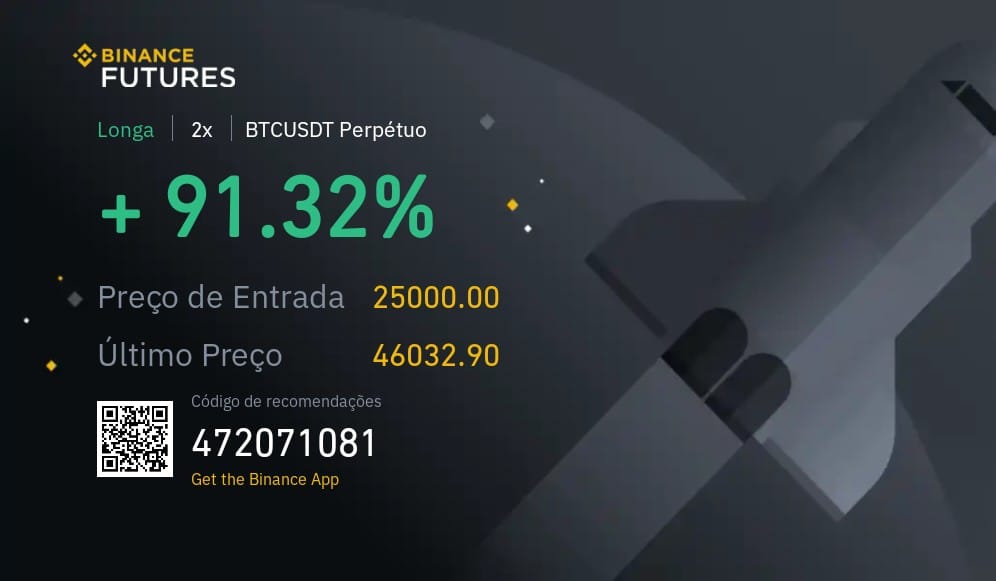 BINANCE
FUTURES
Longa | 2x | BTCUSDT Perpétuo
+ 91.32%
Preço de Entrada 25000.00
Último Preço 46032.90
Código de recomendações
472071081
Get the Binance App